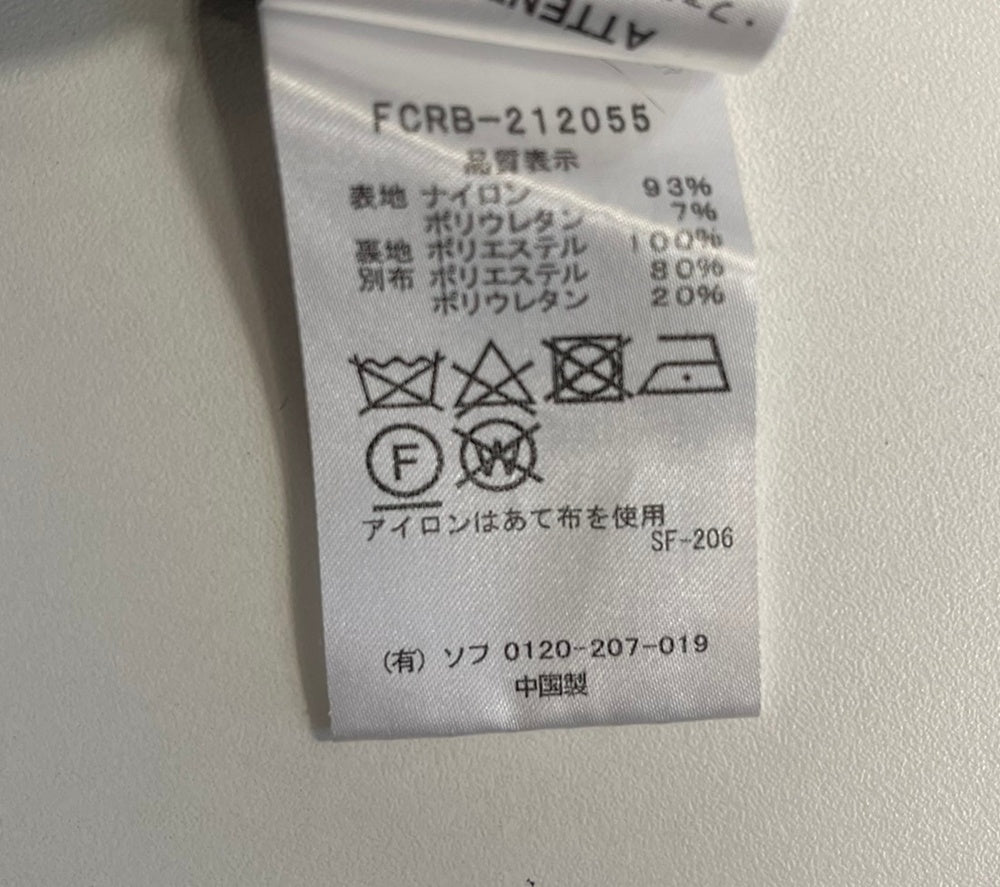 ATTEN
FCRB-212055
品質表示
表地 ナイロン 93%
ポリウレタン 7%
裏地 ポリエステル 100%
別布 ポリエステル 80%
ポリウレタン 20%
F W
アイロンはあて布を使用
SF-206
(有) ソフ 0120-207-019
中国製